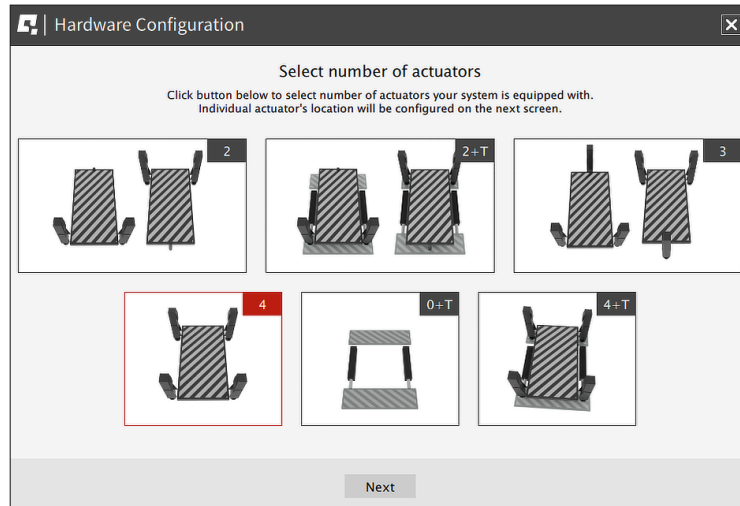 Hardware Configuration
Select number of actuators
Click button below to select number of actuators your system is equipped with.
Individual actuator's location will be configured on the next screen.
2
2+T
3
4
0+T
4+T
Next